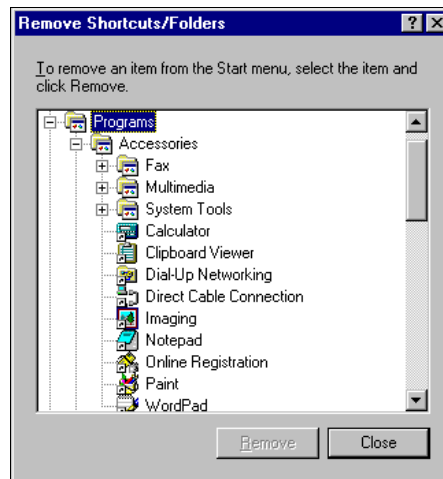 Remove Shortcuts/Folders
To remove an item from the Start menu, select the item and
click Remove.
Programs
Accessories
Fax
Multimedia
System Tools
Calculator
Clipboard Viewer
Dial-Up Networking
Direct Cable Connection
Imaging
Notepad
Online Registration
Paint
WordPad
Remove
Close